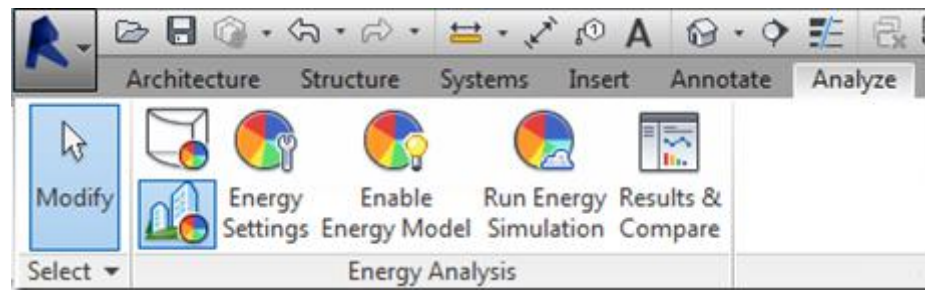 Architecture Structure Systems Insert Annotate Analyze
Modify
Energy Settings
Enable Energy Model
Run Energy Simulation
Results & Compare
Select
Energy Analysis